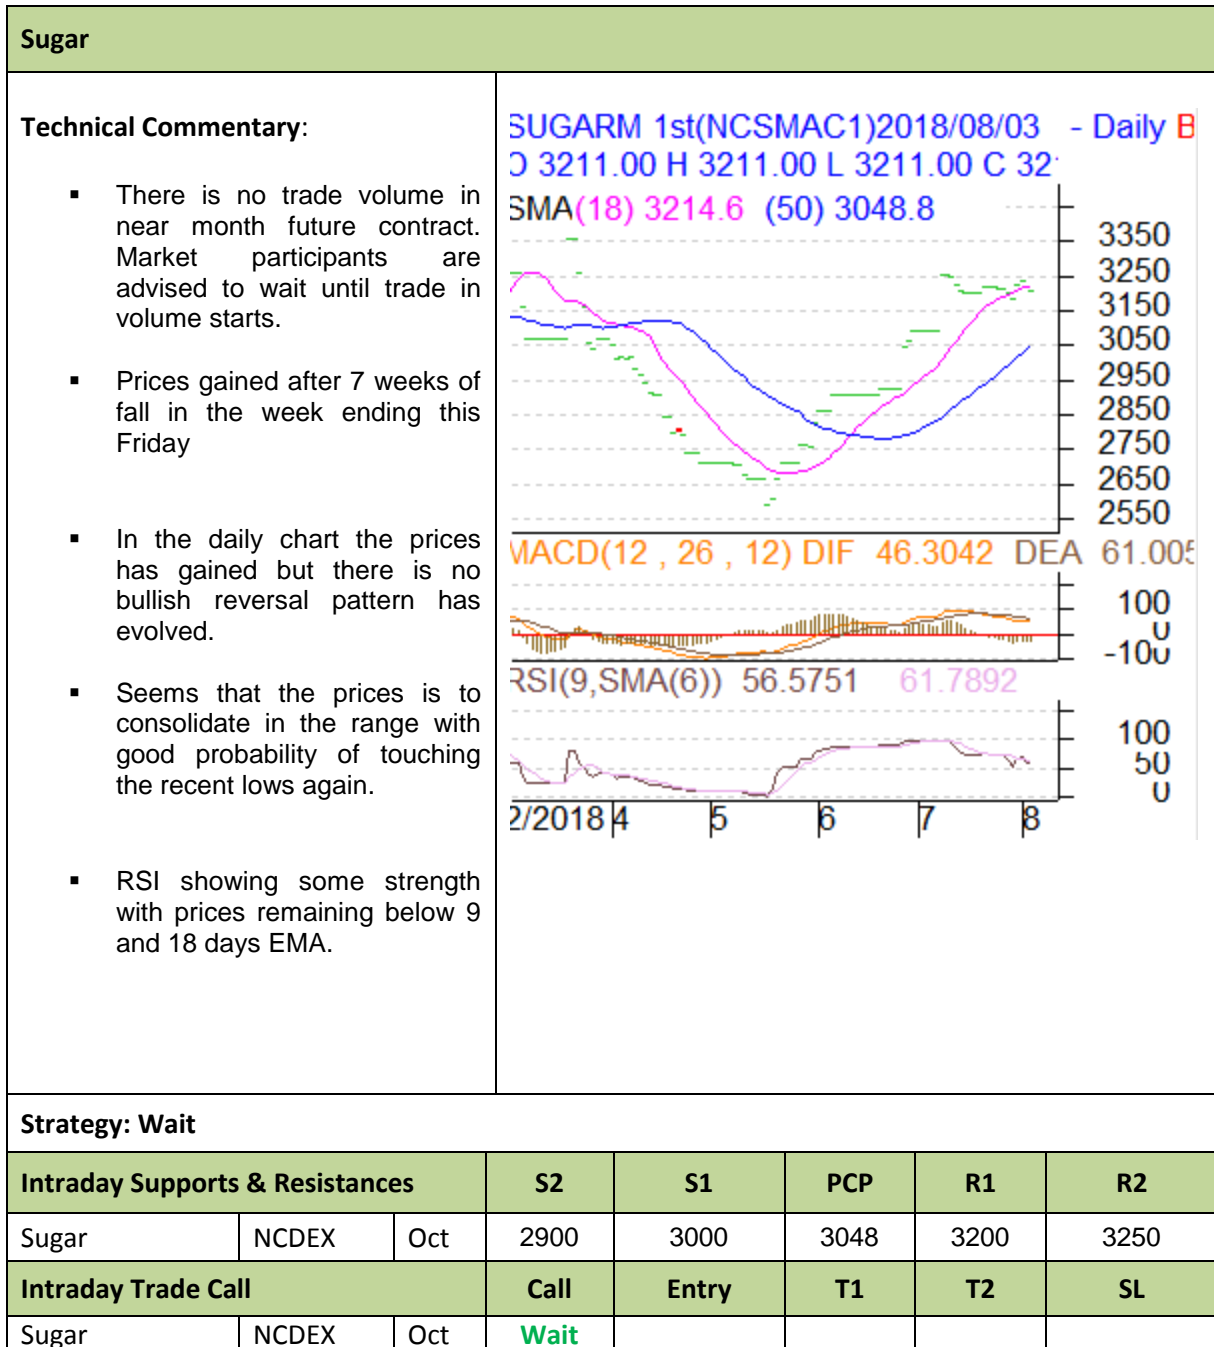 Sugar
Technical Commentary:
▪ There is no trade volume in
near month future contract.
Market participants are
advised to wait until trade in
volume starts.
▪ Prices gained after 7 weeks of
fall in the week ending this
Friday
▪ In the daily chart the prices
has gained but there is no
bullish reversal pattern has
evolved.
▪ Seems that the prices is to
consolidate in the range with
good probability of touching
the recent lows again.
▪ RSI showing some strength
with prices remaining below 9
and 18 days EMA.
SUGARM 1st(NCSMAC1)2018/08/03 - Daily B
O 3211.00 H 3211.00 L 3211.00 C 321
SMA(18) 3214.6 (50) 3048.8
3350
3250
3150
3050
2950
2850
2750
2650
2550
MACD(12 , 26 , 12) DIF 46.3042 DEA 61.005
100
0
-100
RSI(9,SMA(6)) 56.5751 61.7892
100
50
0
2/2018 4 5 6 7 8
Strategy: Wait
Intraday Supports & Resistances S2 S1 PCP R1 R2
Sugar NCDEX Oct 2900 3000 3048 3200 3250
Intraday Trade Call Call Entry T1 T2 SL
Sugar NCDEX Oct Wait